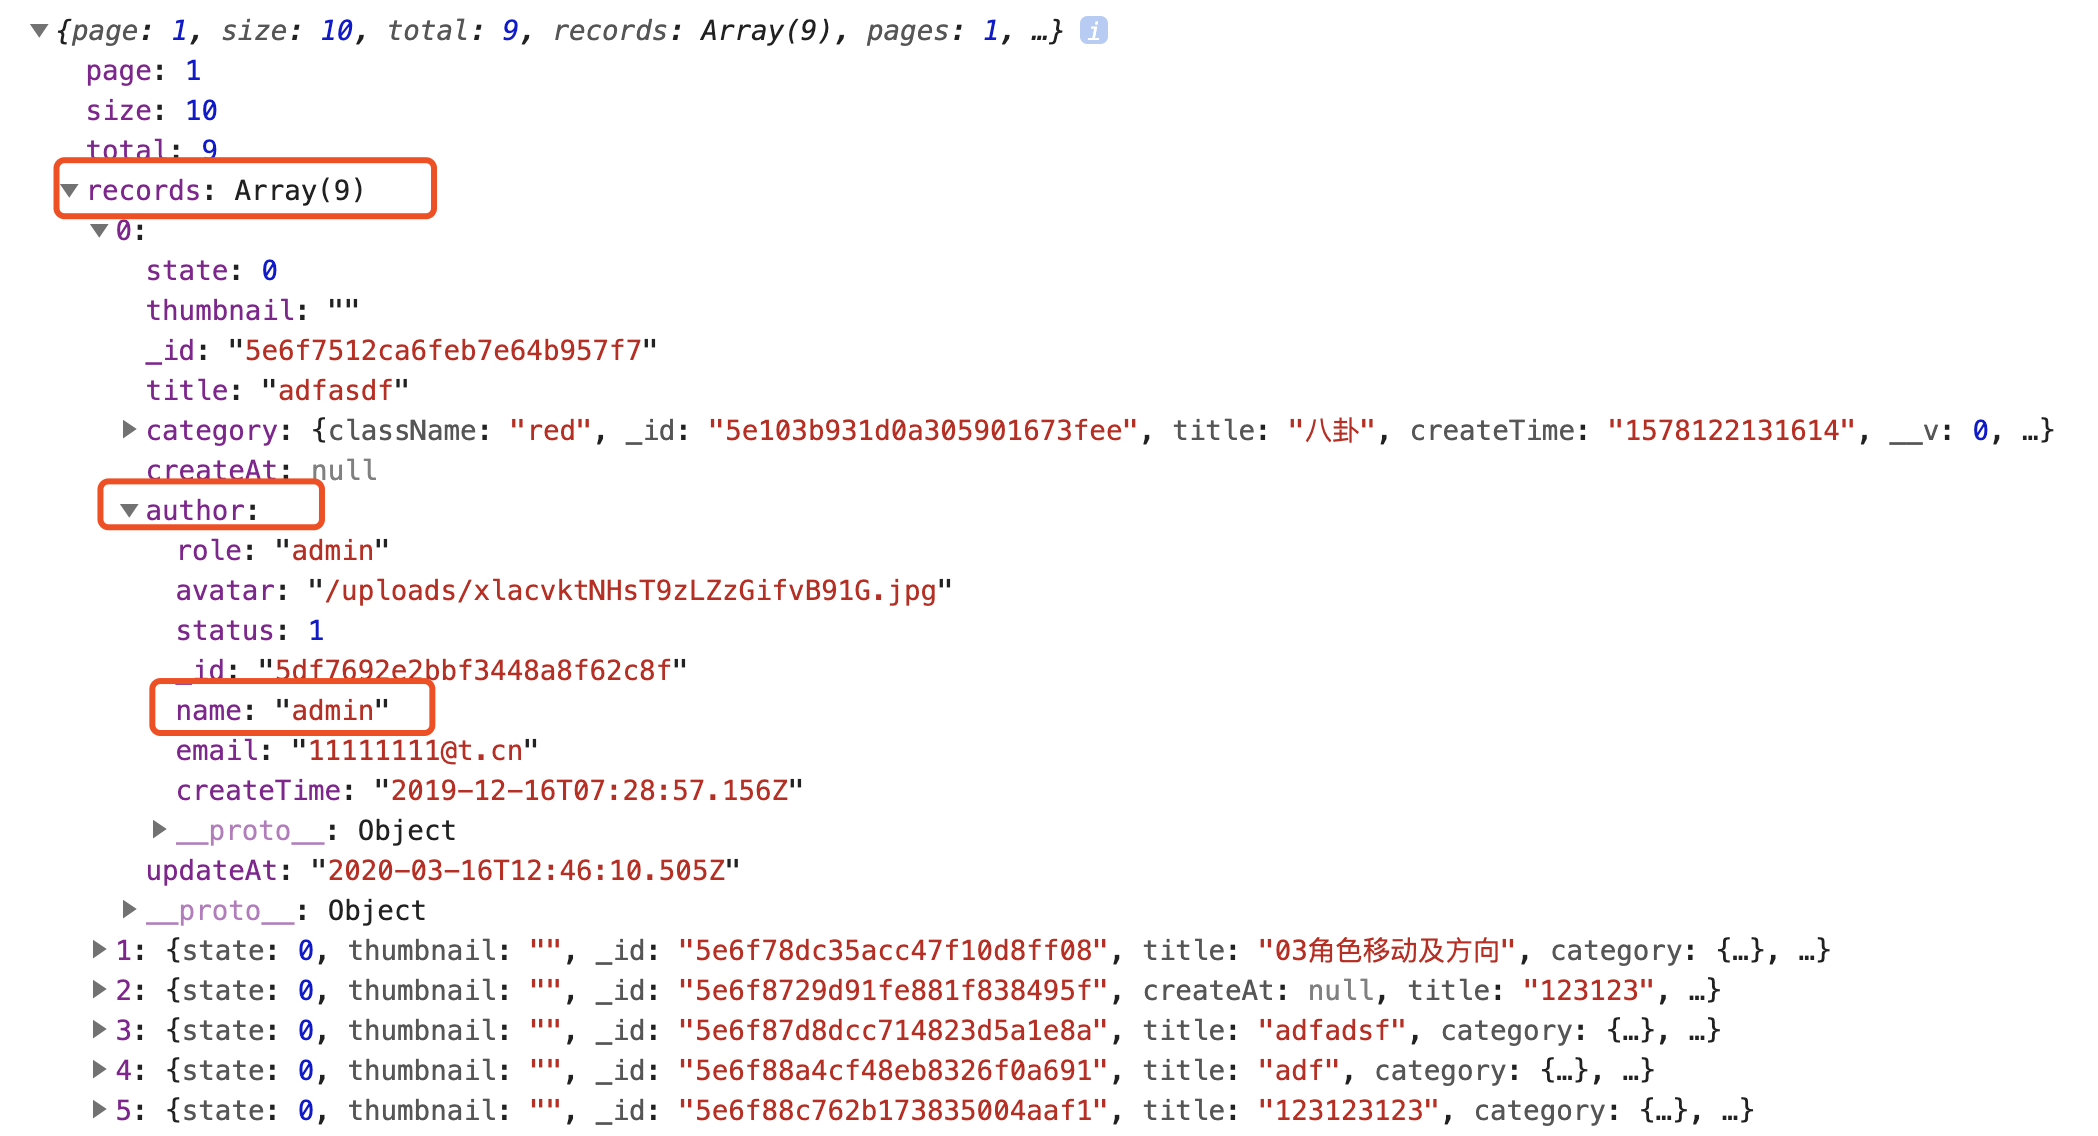 {page: 1, size: 10, total: 9, records: Array(9), pages: 1, …} i
page: 1
size: 10
total: 9
records: Array(9)
0:
state: 0
thumbnail: ""
_id: "5e6f7512ca6feb7e64b957f7"
title: "adfasdf"
category: {className: "red", _id: "5e103b931d0a305901673fee", title: "八卦", createTime: "1578122131614", __v: 0, …}
createAt: null
author:
role: "admin"
avatar: "/uploads/xlacvktNHsT9zLZzGifvB91G.jpg"
status: 1
_id: "5df7692e2bbf3448a8f62c8f"
name: "admin"
email: "11111111@t.cn"
createTime: "2019-12-16T07:28:57.156Z"
__proto__: Object
updateAt: "2020-03-16T12:46:10.505Z"
__proto__: Object
1: {state: 0, thumbnail: "", _id: "5e6f78dc35acc47f10d8ff08", title: "03角色移动及方向", category: {…}, …}
2: {state: 0, thumbnail: "", _id: "5e6f8729d91fe881f838495f", createAt: null, title: "123123", …}
3: {state: 0, thumbnail: "", _id: "5e6f87d8dcc714823d5a1e8a", title: "adfadsf", category: {…}, …}
4: {state: 0, thumbnail: "", _id: "5e6f88a4cf48eb8326f0a691", title: "adf", category: {…}, …}
5: {state: 0, thumbnail: "", _id: "5e6f88c762b173835004aaf1", title: "123123123", category: {…}, …}